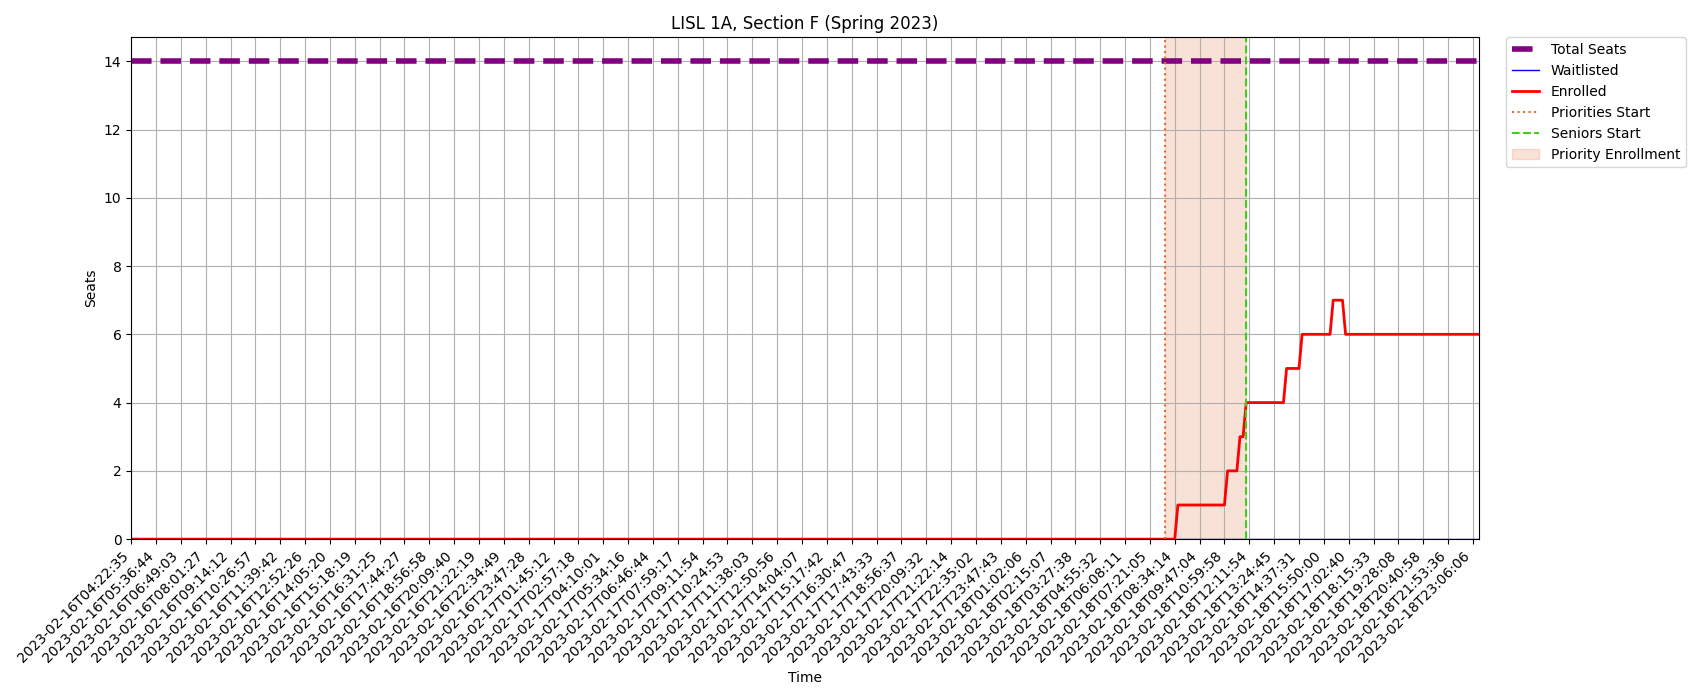 LISL 1A, Section F (Spring 2023)
Total Seats
Waitlisted
Enrolled
Priorities Start
Seniors Start
Priority Enrollment
Seats
14
12
10
8
6
4
2
0
2023-02-16T04:22:35
2023-02-16T05:36:44
2023-02-16T06:49:03
2023-02-16T08:01:27
2023-02-16T09:14:12
2023-02-16T10:26:57
2023-02-16T11:39:42
2023-02-16T12:52:26
2023-02-16T14:05:20
2023-02-16T15:18:19
2023-02-16T16:31:25
2023-02-16T17:44:27
2023-02-16T18:56:58
2023-02-16T20:09:40
2023-02-16T21:22:19
2023-02-16T22:34:49
2023-02-16T23:47:28
2023-02-17T01:45:12
2023-02-17T02:57:18
2023-02-17T04:10:01
2023-02-17T05:34:16
2023-02-17T06:46:44
2023-02-17T07:59:17
2023-02-17T09:11:54
2023-02-17T10:24:53
2023-02-17T11:38:03
2023-02-17T12:50:56
2023-02-17T14:04:07
2023-02-17T15:17:42
2023-02-17T16:30:47
2023-02-17T17:43:33
2023-02-17T18:56:37
2023-02-17T20:09:32
2023-02-17T21:22:14
2023-02-17T22:35:02
2023-02-17T23:47:43
2023-02-18T01:02:06
2023-02-18T02:15:07
2023-02-18T03:27:38
2023-02-18T04:55:32
2023-02-18T06:08:11
2023-02-18T07:21:05
2023-02-18T08:34:14
2023-02-18T09:47:04
2023-02-18T10:59:58
2023-02-18T12:11:54
2023-02-18T13:24:45
2023-02-18T14:37:31
2023-02-18T15:50:00
2023-02-18T17:02:40
2023-02-18T18:15:33
2023-02-18T19:28:08
2023-02-18T20:40:58
2023-02-18T21:53:36
2023-02-18T23:06:06
Time